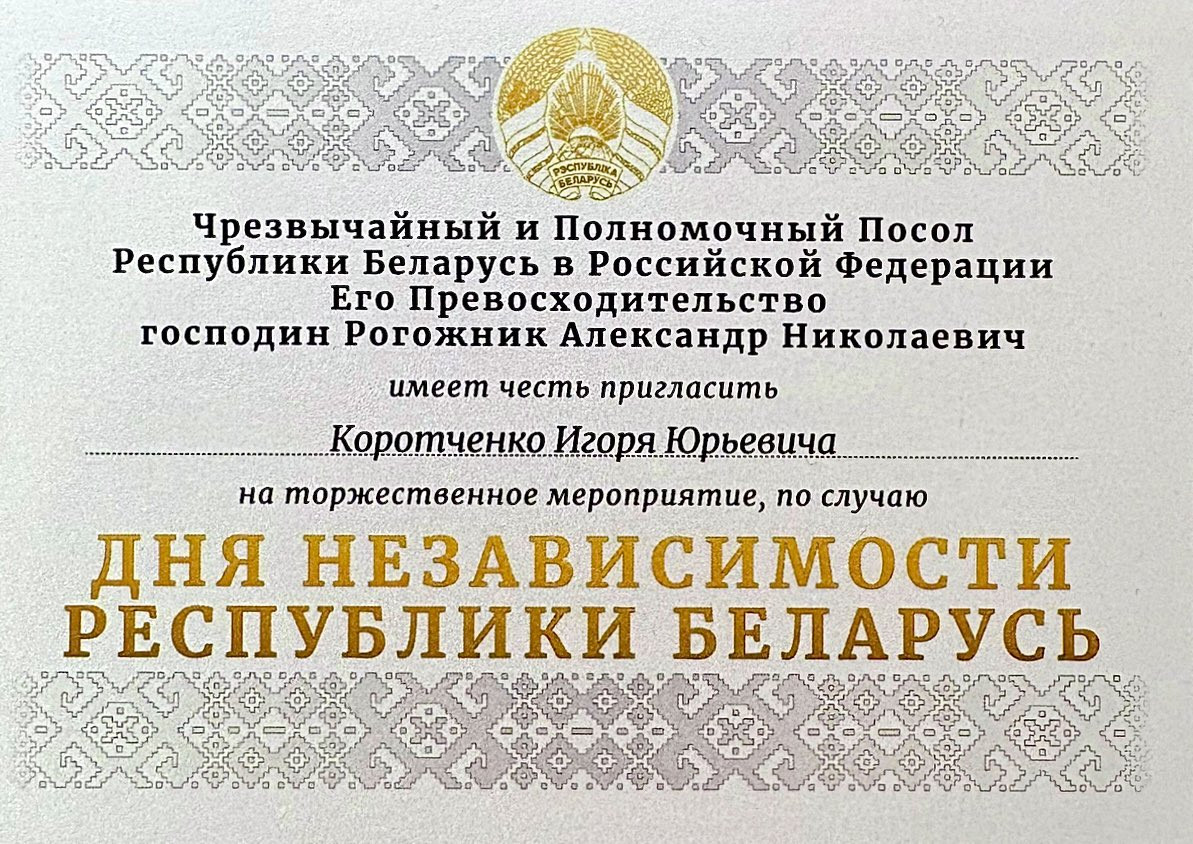 РЭСПУБЛІКА
БЕЛАРУСЬ
Чрезвычайный и Полномочный Посол
Республики Беларусь в Российской Федерации
Его Превосходительство
господин Рогожник Александр Николаевич
имеет честь пригласить
Коротченко Игоря Юрьевича
на торжественное мероприятие, по случаю
ДНЯ НЕЗАВИСИМОСТИ
РЕСПУБЛИКИ БЕЛАРУСЬ